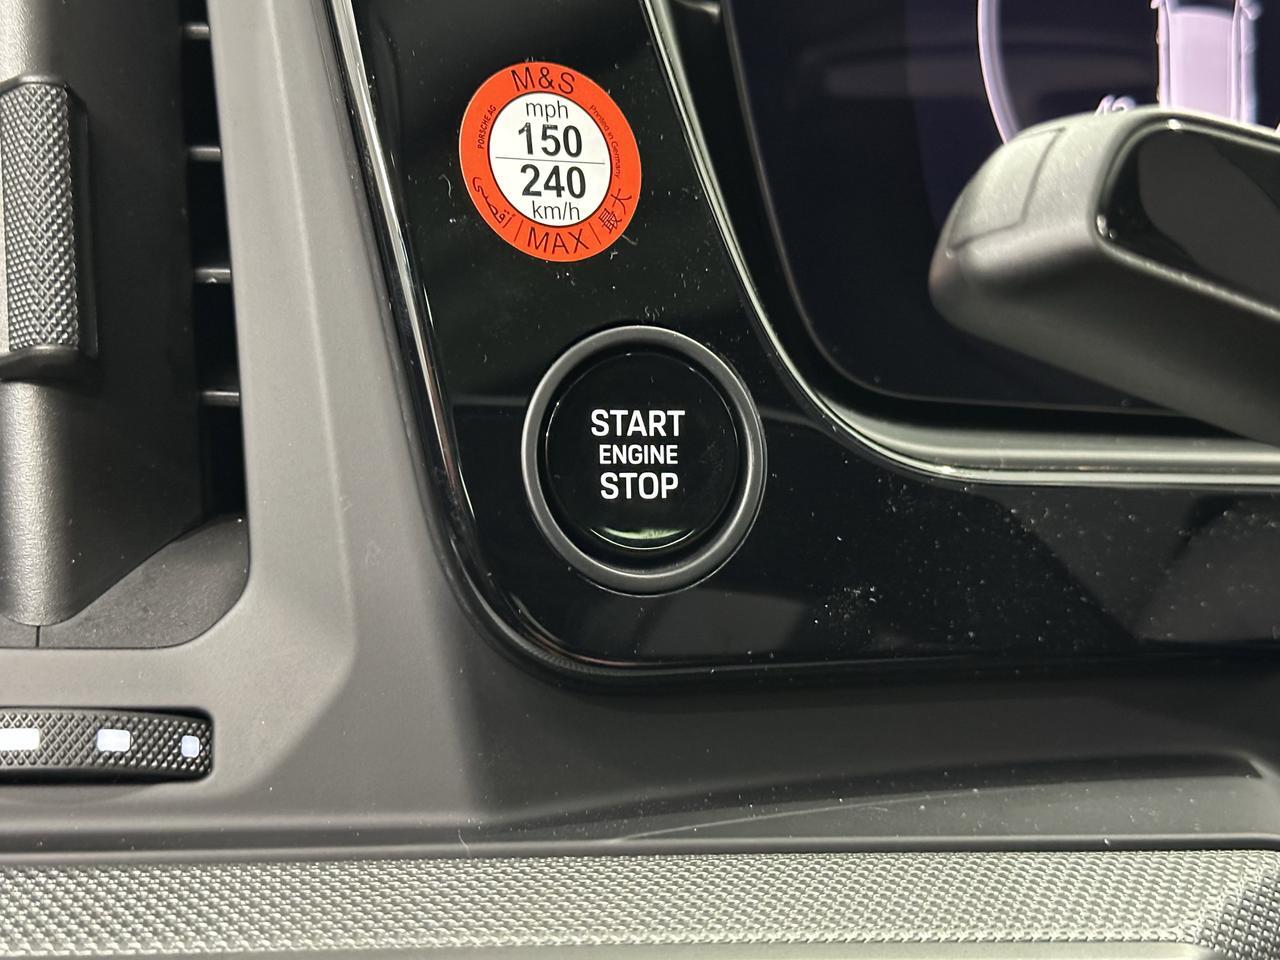 M&S
PORSCHE AG
Printed in Germany
mph
150
240
km/h
أقصى | MAX | 最大
START
ENGINE
STOP